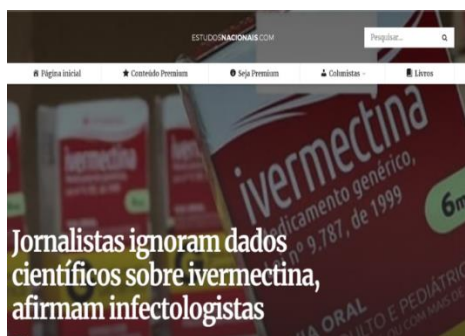 ESTUDOSNACIONAIS.COM
Pesquisar...
Página inicial
Conteúdo Premium
Seja Premium
Colunistas
Livros
ivermectina
ivermectina
Medicamento genérico,
Lei nº 9.787, de 1999
6m
Jornalistas ignoram dados
científicos sobre ivermectina,
afirmam infectologistas
ORAL
ADULTO E PEDIÁTRICO